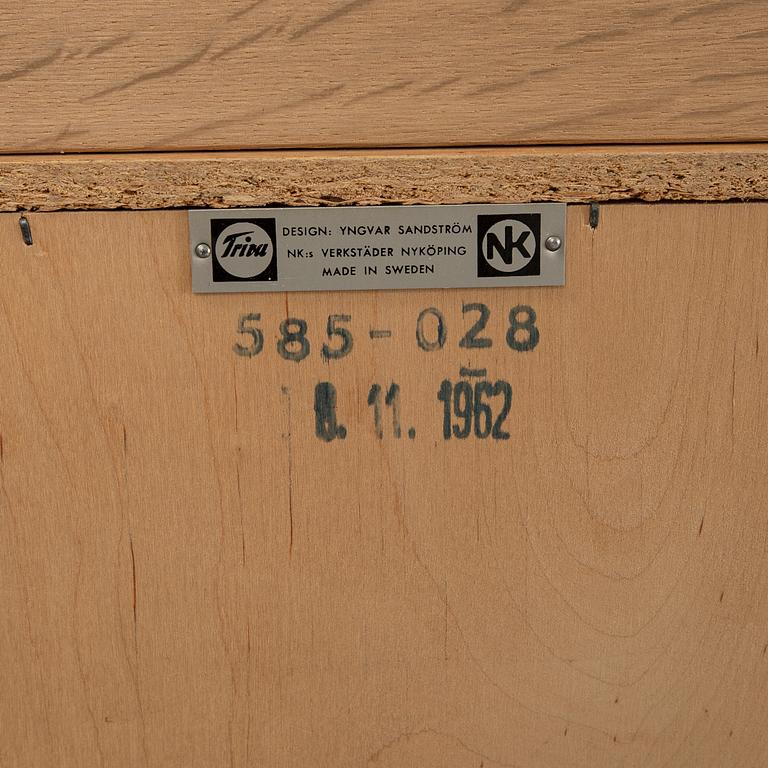 Triva
DESIGN: YNGVAR SANDSTRÖM
NK:s VERKSTÄDER NYKÖPING
MADE IN SWEDEN
NK
585-028
11. 1962